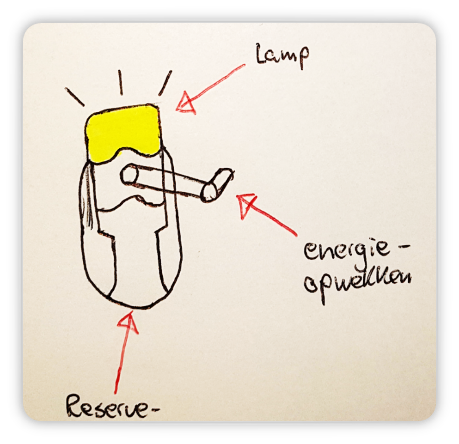 Lamp
energie-
opwekken
Reserve-